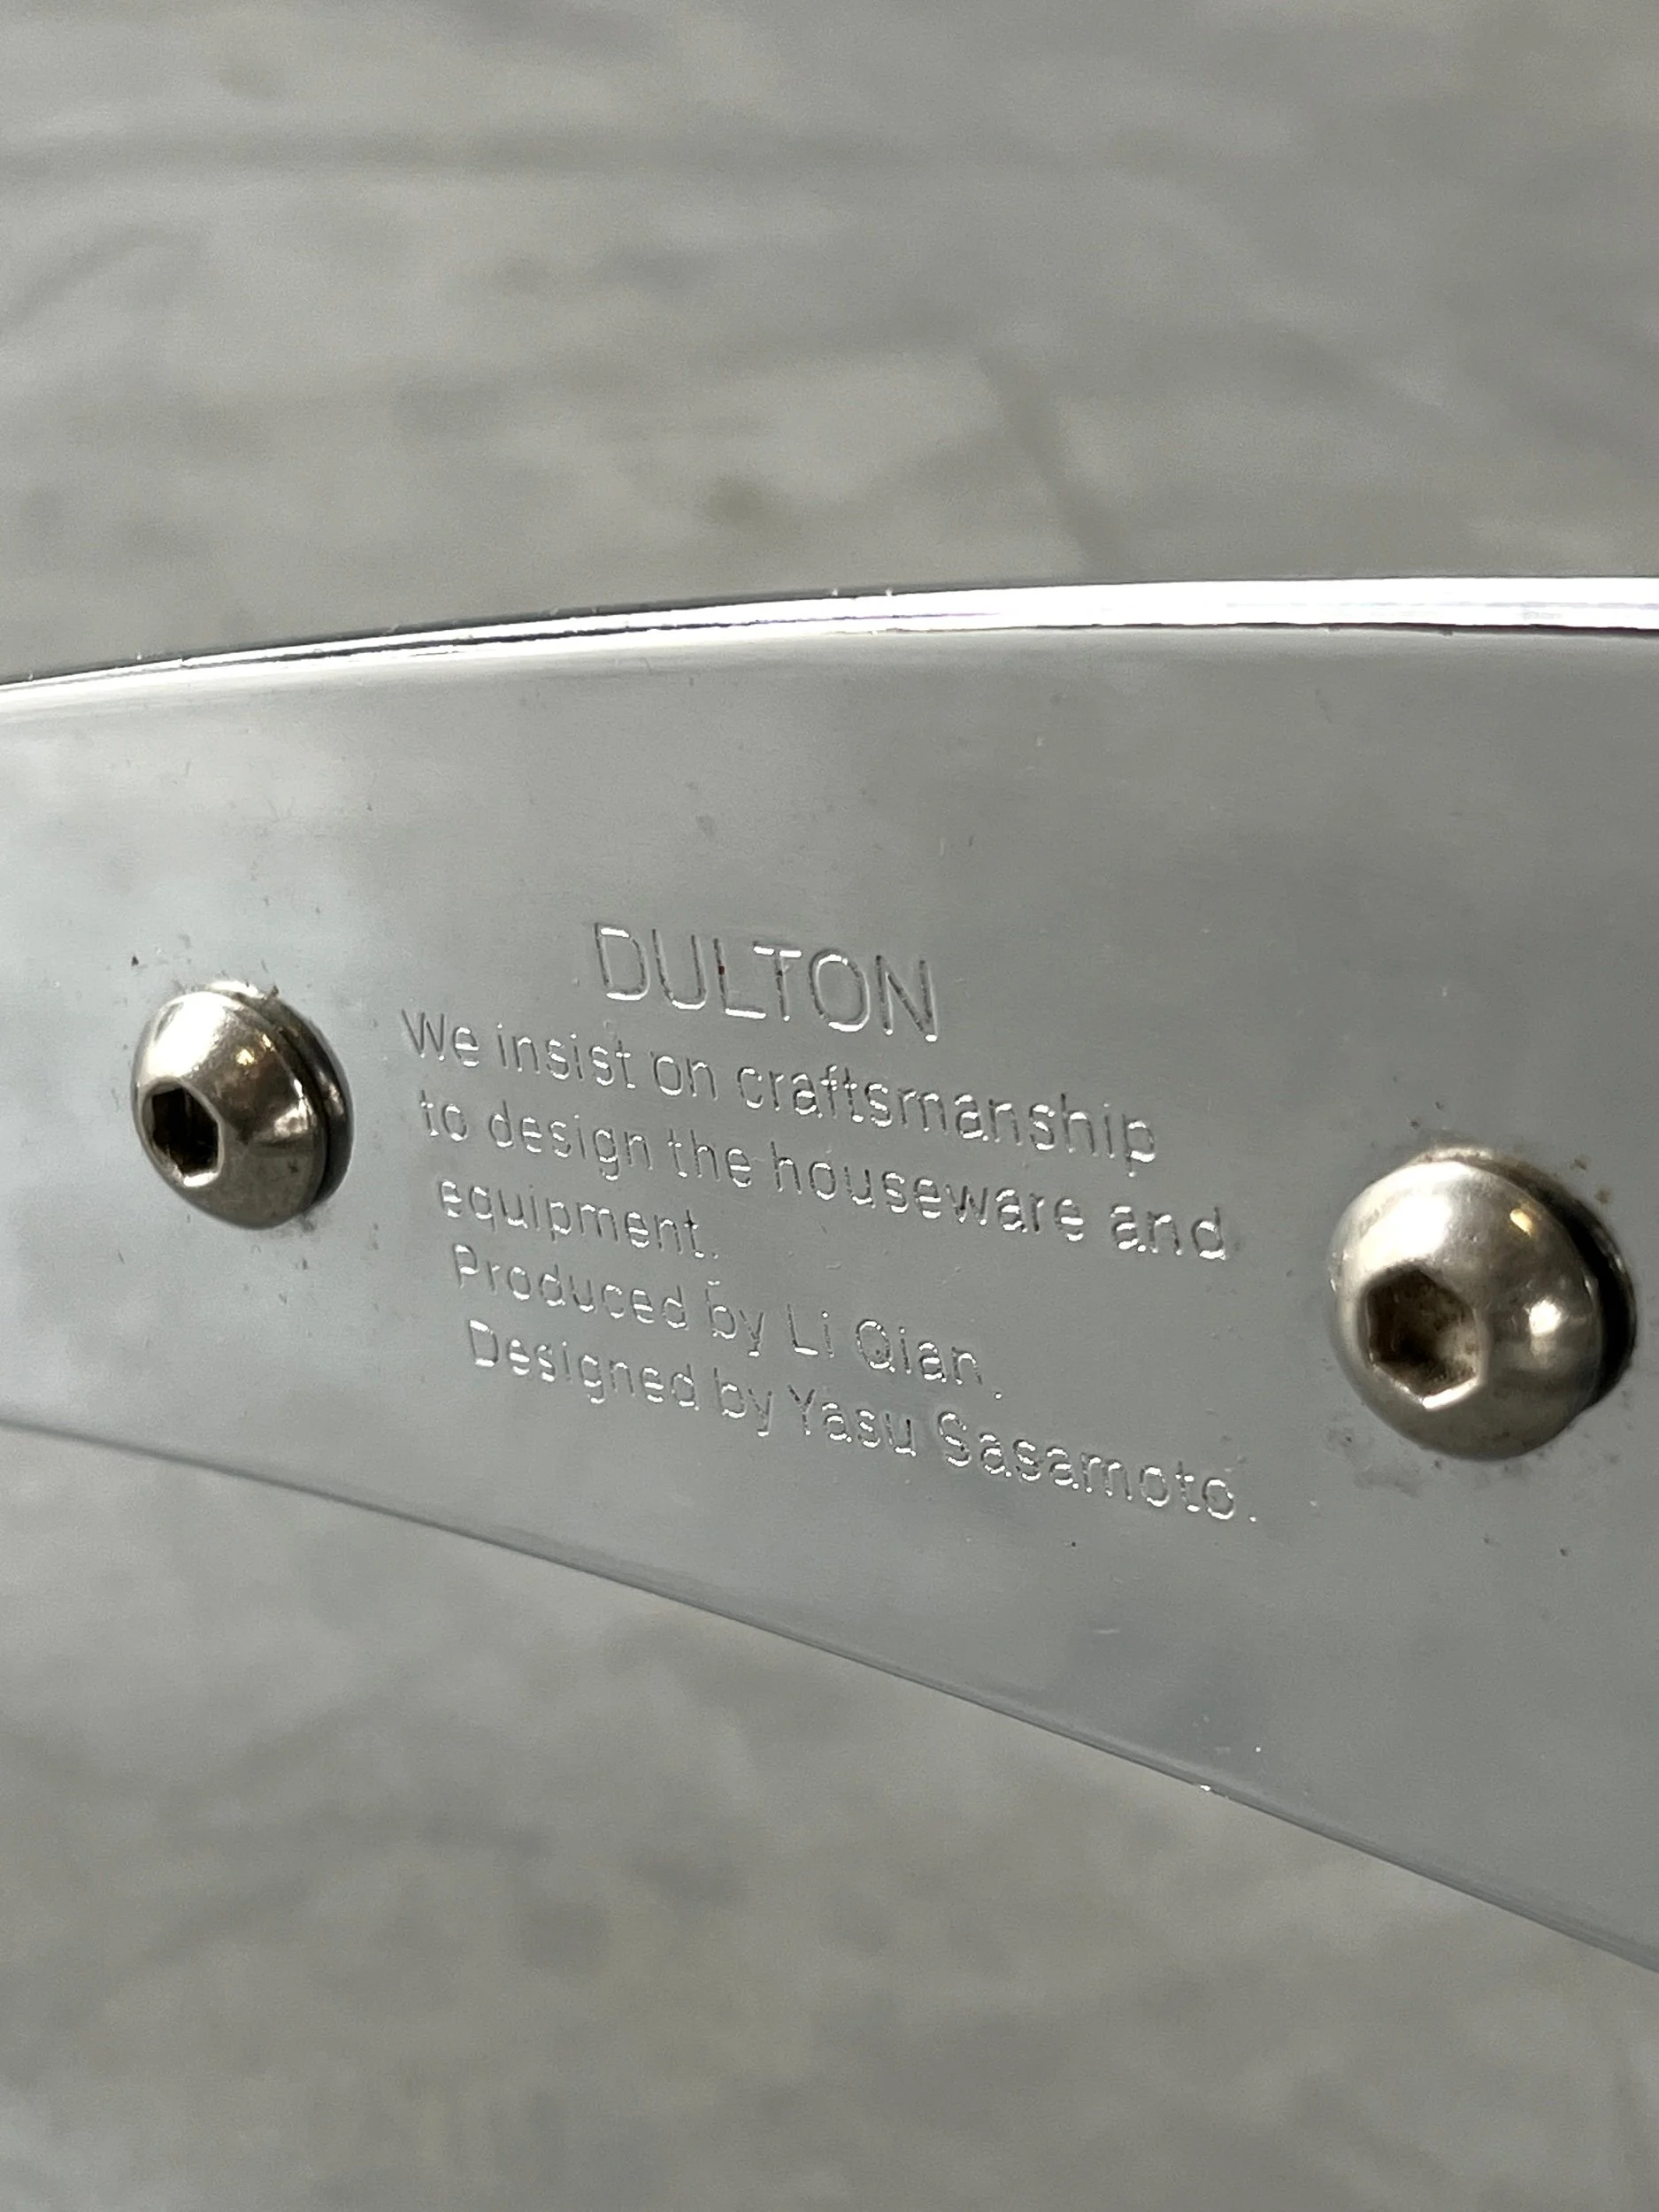 DULTON
We insist on craftsmanship
to design the houseware and
equipment.
Produced by Li Qian.
Designed by Yasu Sasamoto.